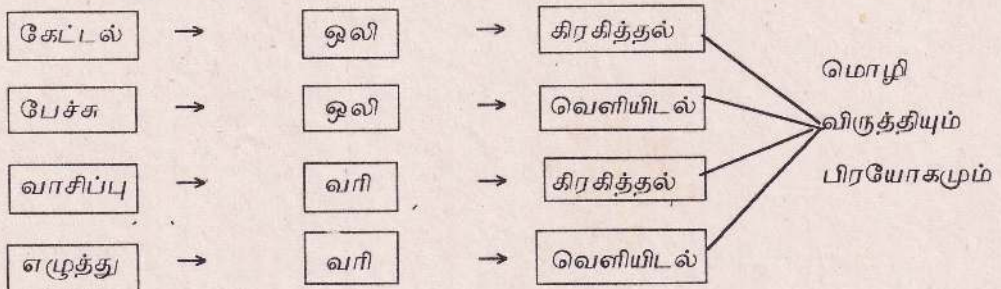 கேட்டல் → ஒலி → கிரகித்தல்
பேச்சு → ஒலி → வெளியிடல்
வாசிப்பு → வரி → கிரகித்தல்
எழுத்து → வரி → வெளியிடல்
மொழி
விருத்தியும்
பிரயோகமும்